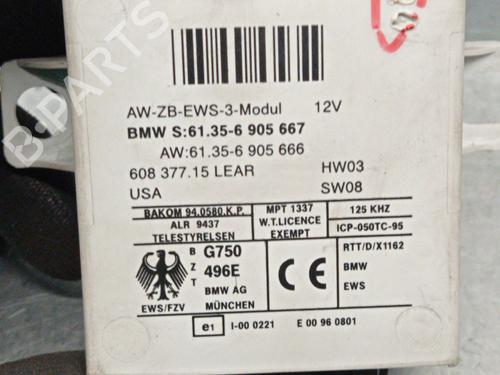 AW-ZB-EWS-3-Modul 12V
BMW S:61.35-6 905 667
AW:61.35-6 905 666
608 377.15 LEAR HW03
USA SW08
BAKOM 94.0580.K.P. MPT 1337 125 KHZ
ALR 9437 W.T.LICENCE ICP-050TC-95
TELESTYRELSEN EXEMPT
B G750 RTT/D/X1162
Z 496E BMW
T BMW AG EWS
EWS/FZV MÜNCHEN
e1 I-00 0221 E 00 96 0801
B-PARTS